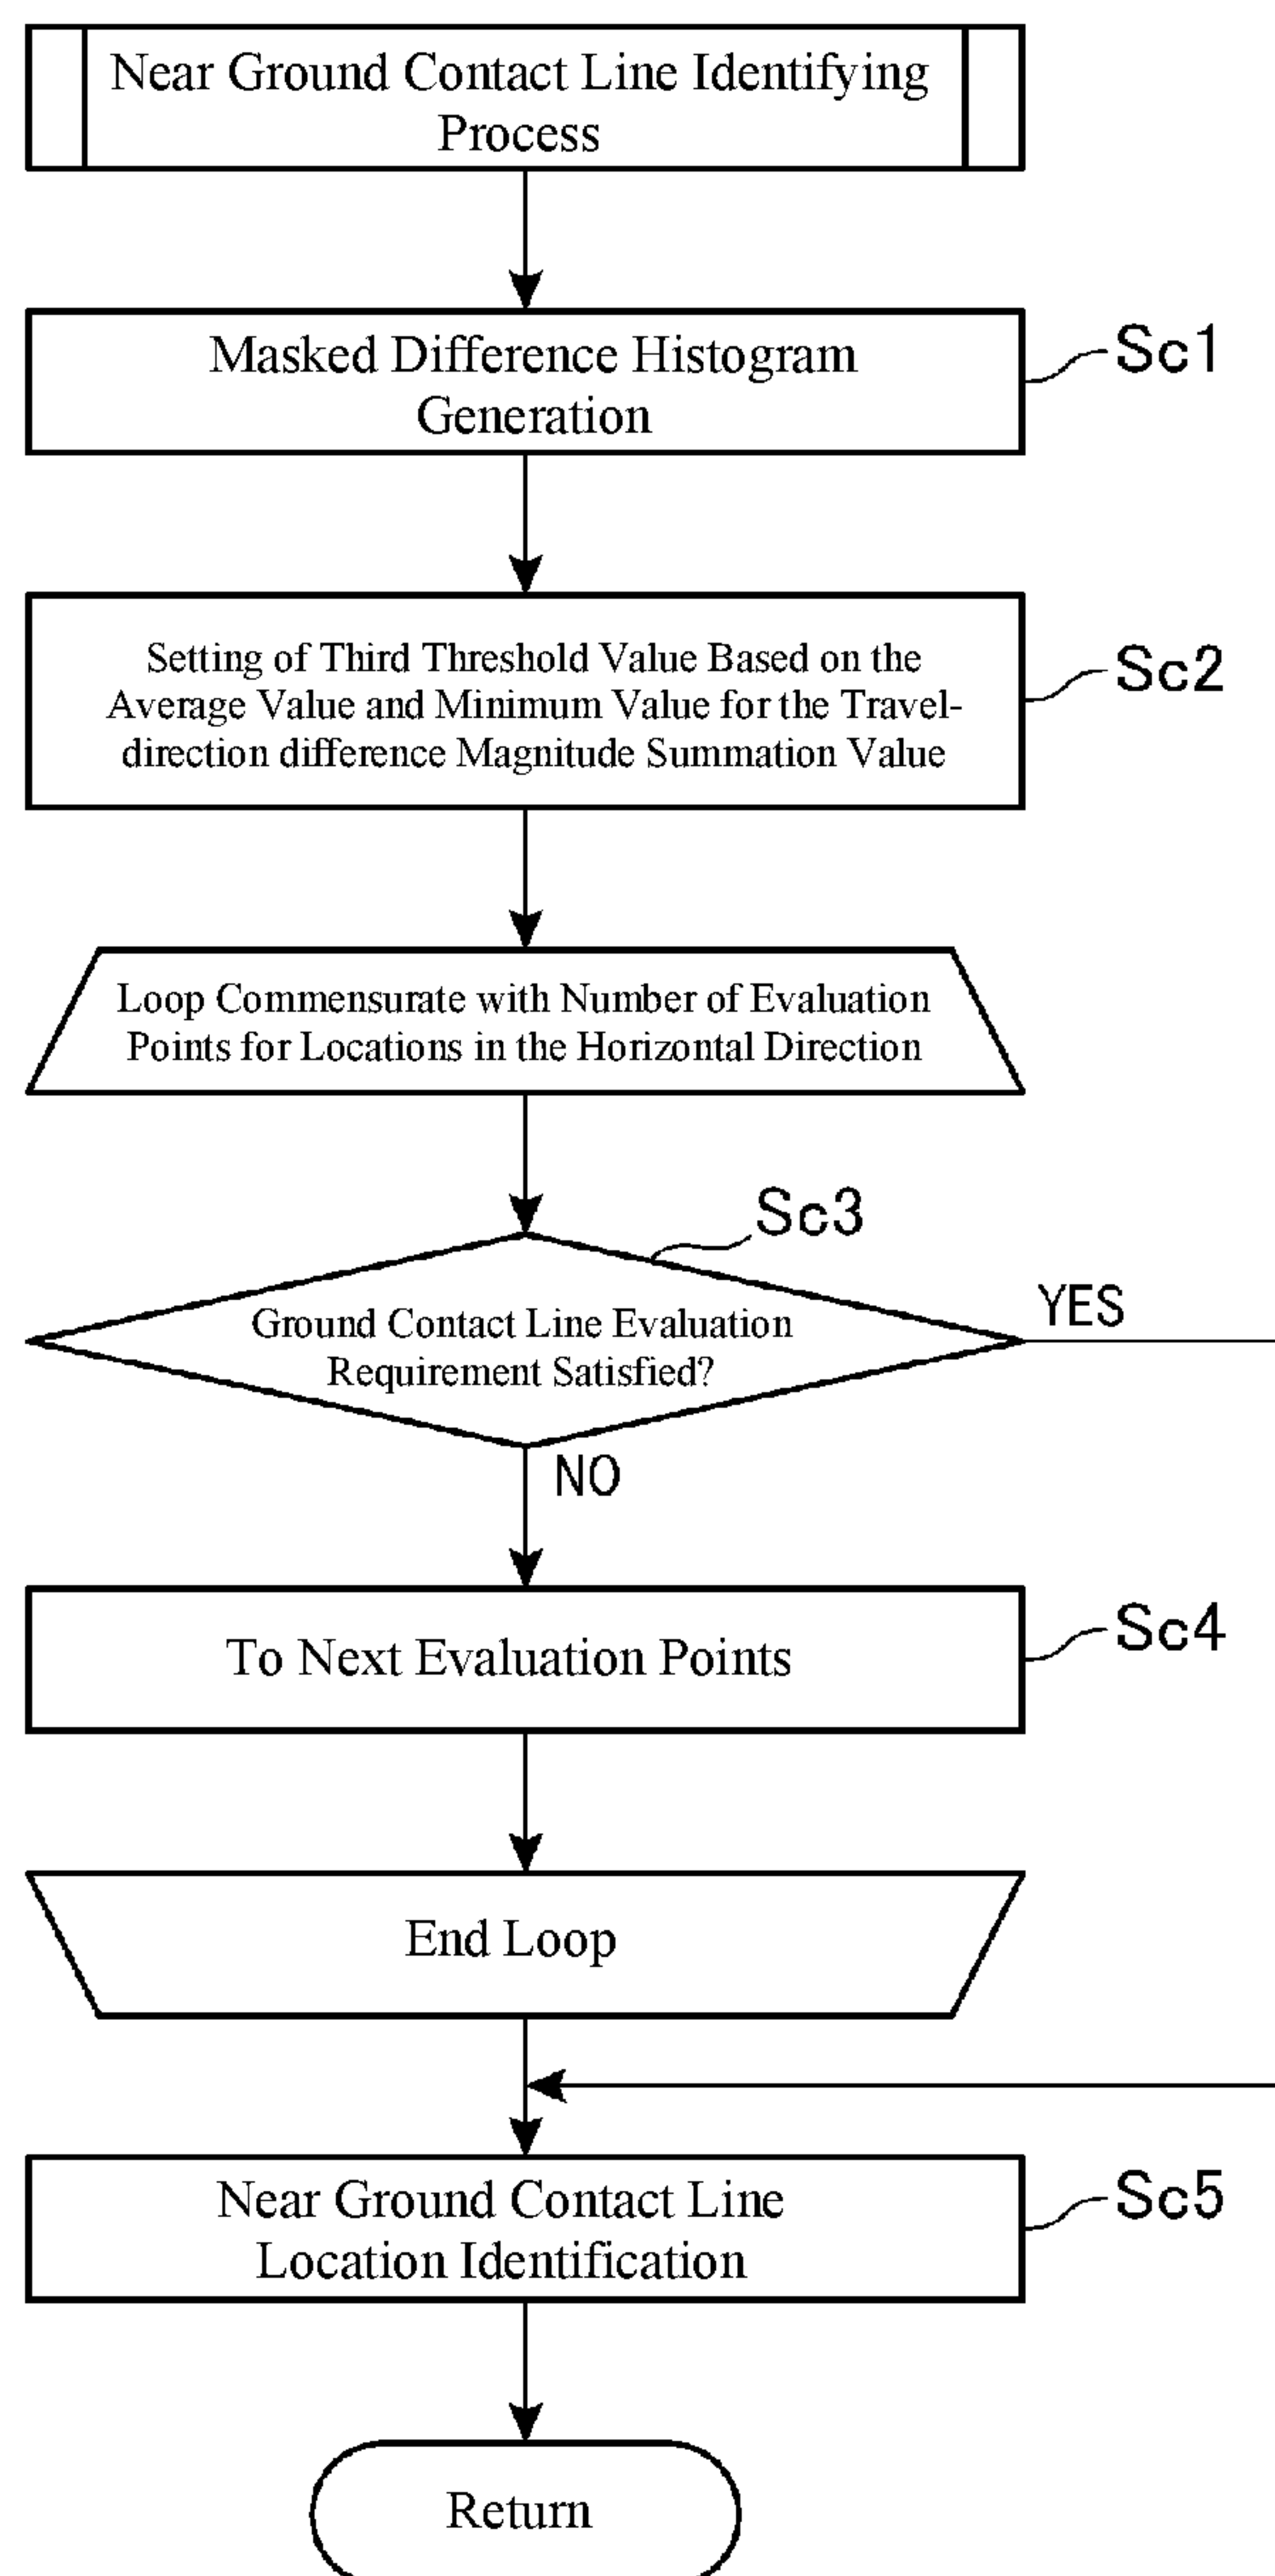 Near Ground Contact Line Identifying
Process
Masked Difference Histogram
Generation
Sc1
Setting of Third Threshold Value Based on the
Average Value and Minimum Value for the Travel-
direction difference Magnitude Summation Value
Sc2
Loop Commensurate with Number of Evaluation
Points for Locations in the Horizontal Direction
Sc3
Ground Contact Line Evaluation
Requirement Satisfied?
YES
NO
To Next Evaluation Points
Sc4
End Loop
Near Ground Contact Line
Location Identification
Sc5
Return